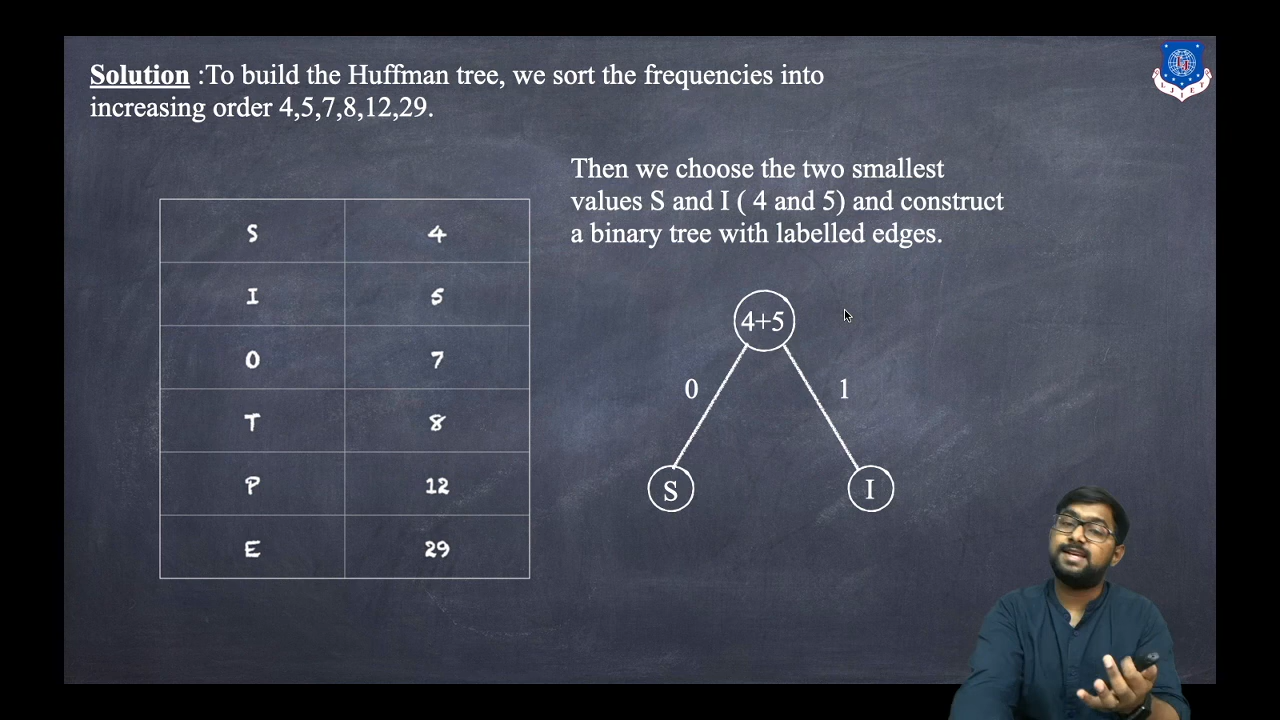 Solution :To build the Huffman tree, we sort the frequencies into
increasing order 4,5,7,8,12,29.
Then we choose the two smallest
values S and I ( 4 and 5) and construct
a binary tree with labelled edges.
S 4
I 5
O 7
T 8
P 12
E 29
4+5
0 1
S I
L J I E T